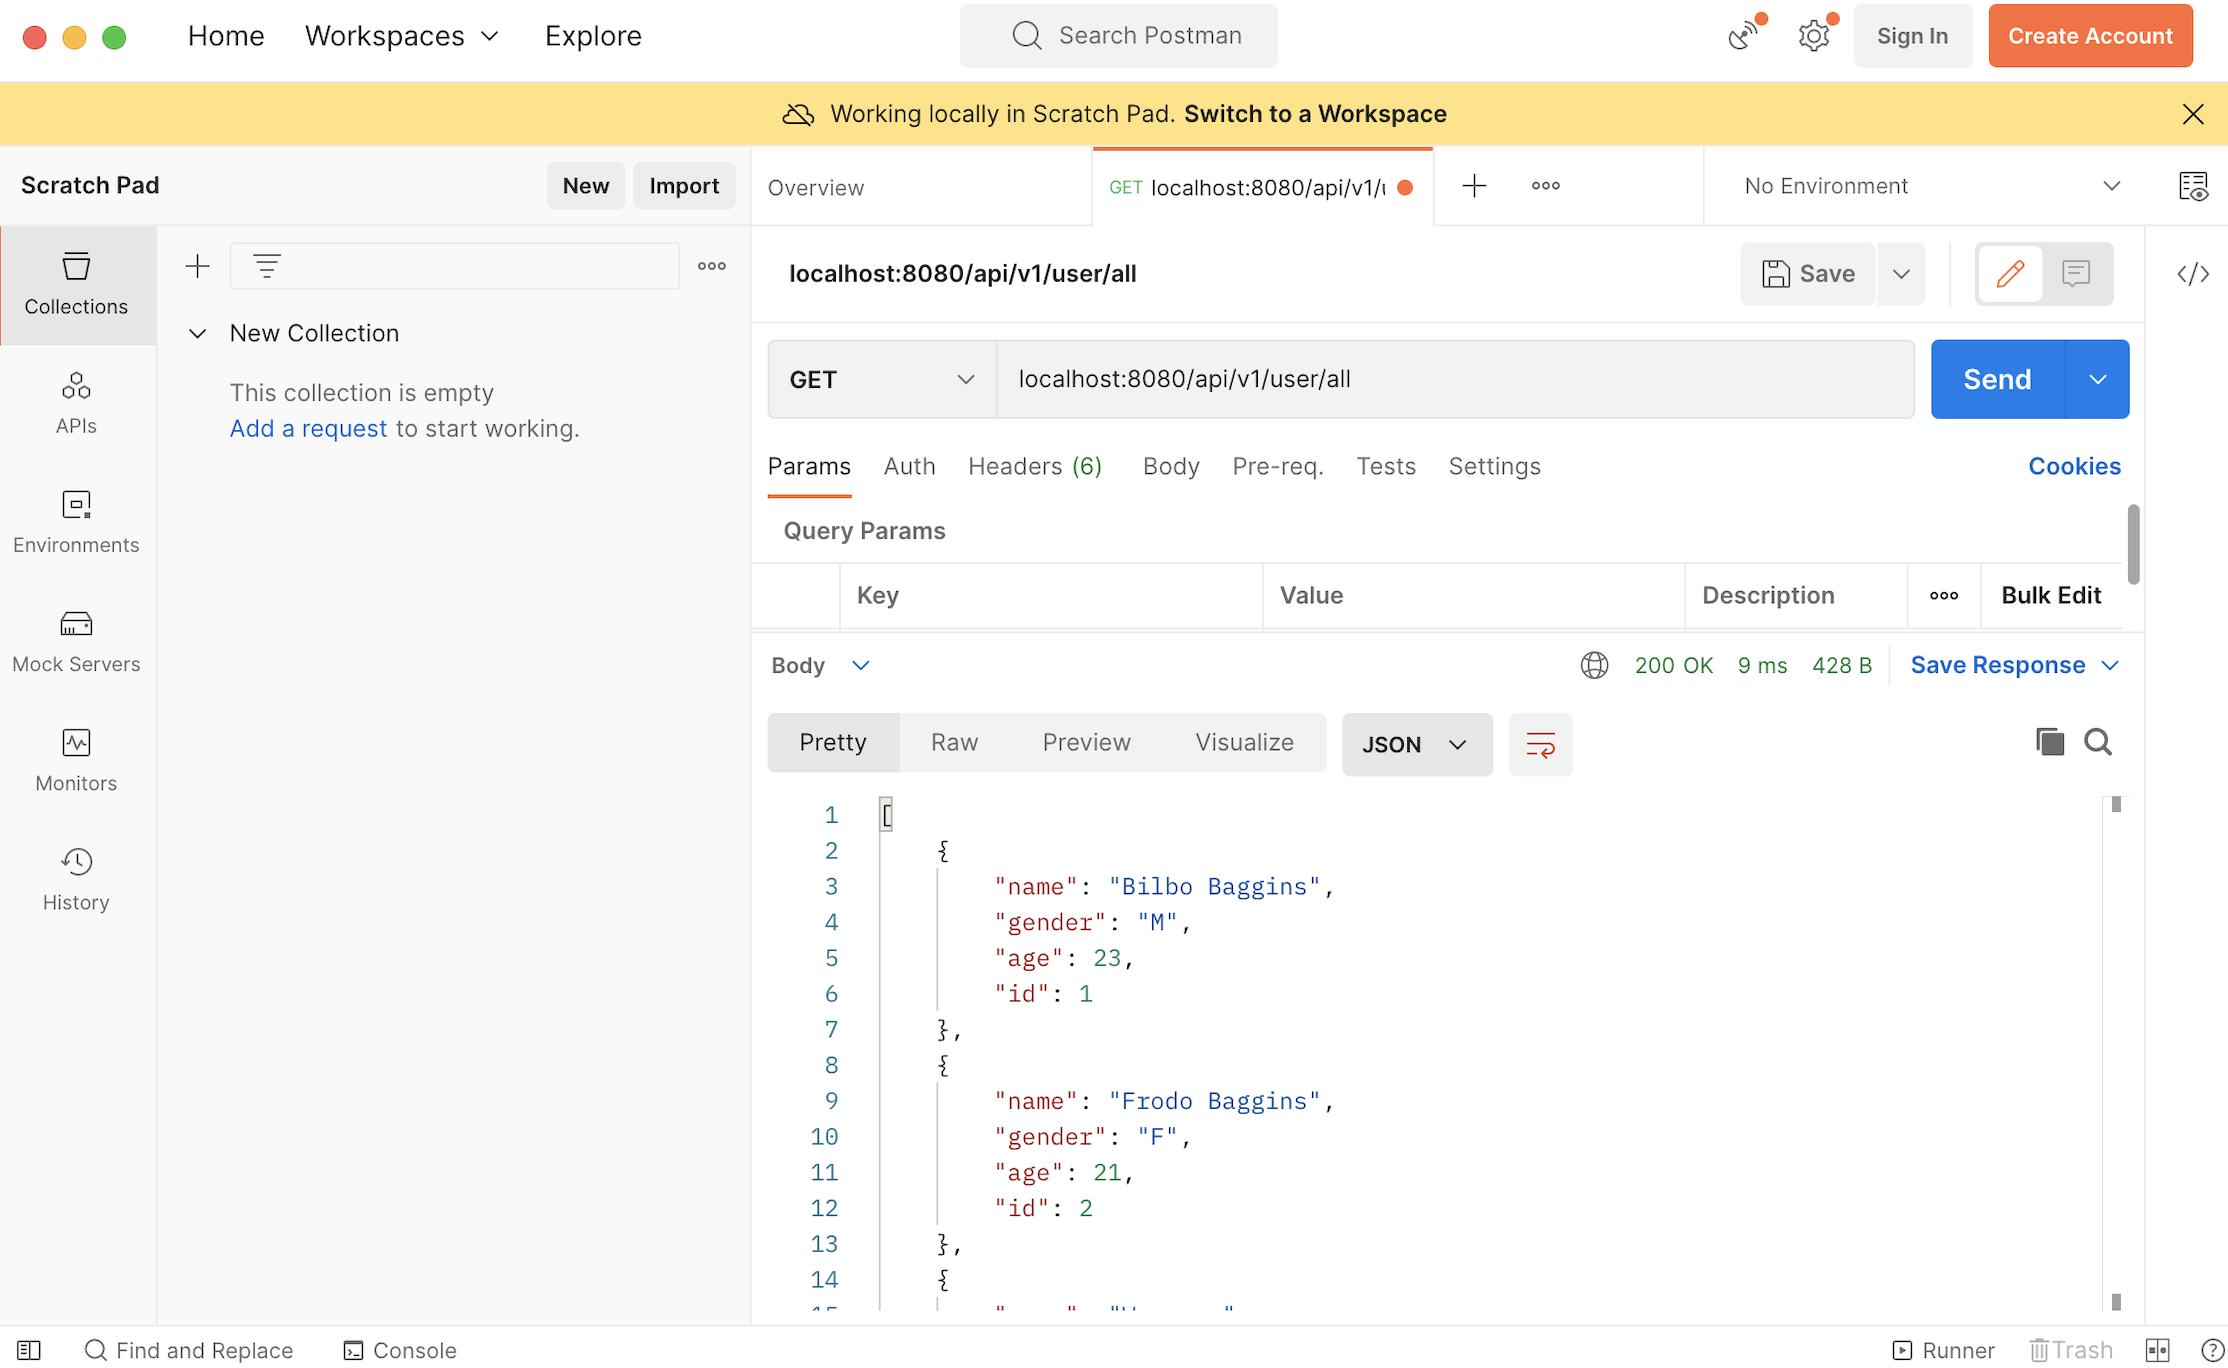 Home Workspaces Explore Search Postman Sign In Create Account
Working locally in Scratch Pad. Switch to a Workspace
Scratch Pad New Import
Overview GET localhost:8080/api/v1/ No Environment
Collections
APIs
Environments
Mock Servers
Monitors
History
New Collection
This collection is empty
Add a request to start working.
localhost:8080/api/v1/user/all Save
GET localhost:8080/api/v1/user/all Send
Params Auth Headers (6) Body Pre-req. Tests Settings Cookies
Query Params
Key Value Description ooo Bulk Edit
Body 200 OK 9 ms 428 B Save Response
Pretty Raw Preview Visualize JSON
1 [
2 {
3 "name": "Bilbo Baggins",
4 "gender": "M",
5 "age": 23,
6 "id": 1
7 },
8 {
9 "name": "Frodo Baggins",
10 "gender": "F",
11 "age": 21,
12 "id": 2
13 },
14 {
Find and Replace Console Runner Trash